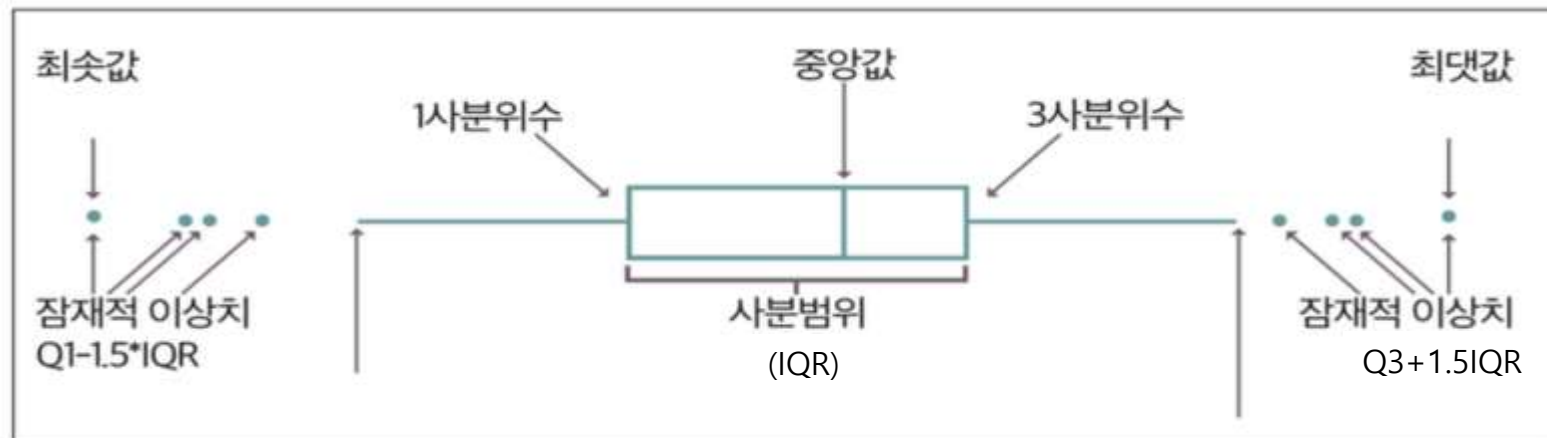 최솟값
중앙값
최댓값
1사분위수
3사분위수
잠재적 이상치
Q1-1.5*IQR
사분범위
(IQR)
잠재적 이상치
Q3+1.5IQR